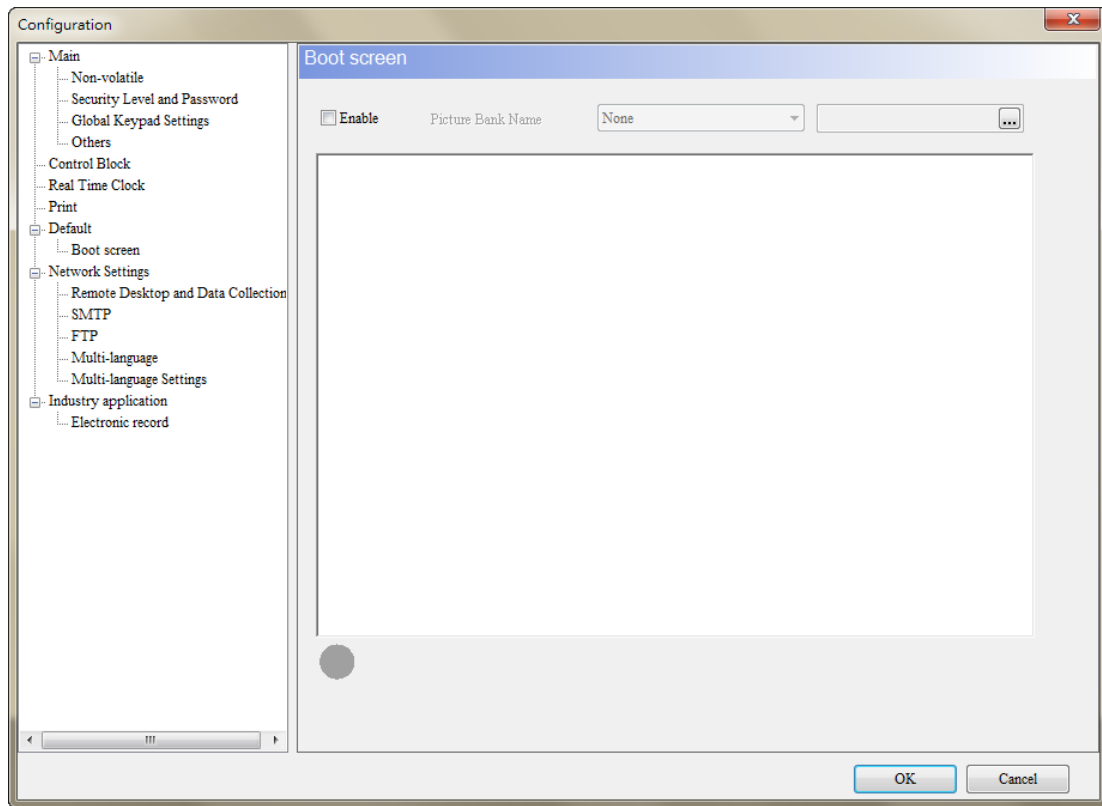 Configuration
Main
Non-volatile
Security Level and Password
Global Keypad Settings
Others
Control Block
Real Time Clock
Print
Default
Boot screen
Network Settings
Remote Desktop and Data Collection
SMTP
FTP
Multi-language
Multi-language Settings
Industry application
Electronic record
Boot screen
Enable Picture Bank Name None ...
OK Cancel